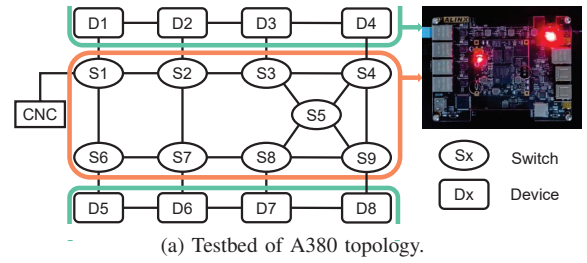 D1 D2 D3 D4
ALINX
S1 S2 S3 S4
S5
CNC
S6 S7 S8 S9
Sx Switch
D5 D6 D7 D8
Dx Device
(a) Testbed of A380 topology.